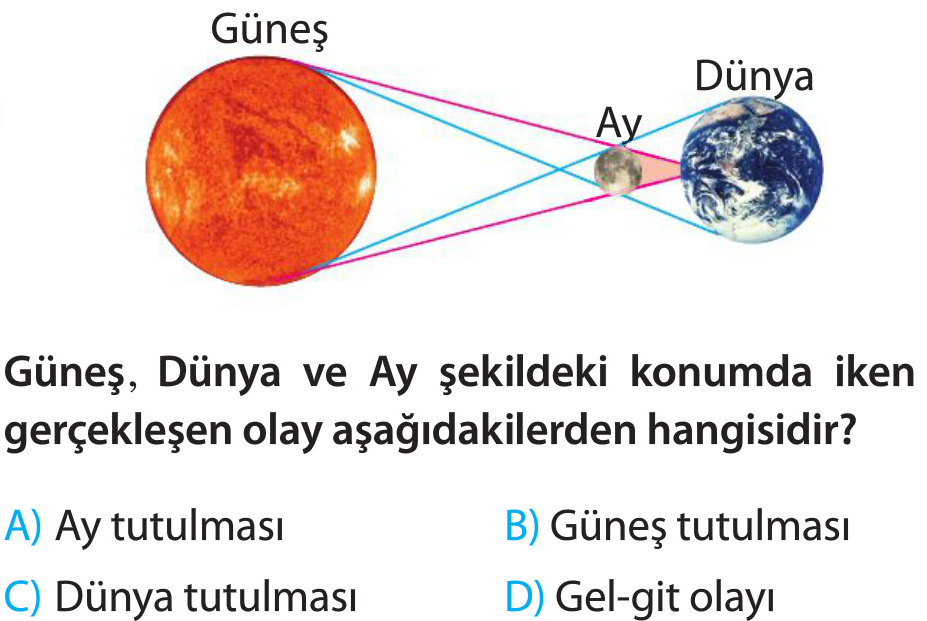 Güneş
Dünya
Ay
Güneş, Dünya ve Ay şekildeki konumda iken
gerçekleşen olay aşağıdakilerden hangisidir?
A) Ay tutulması
B) Güneş tutulması
C) Dünya tutulması
D) Gel-git olayı